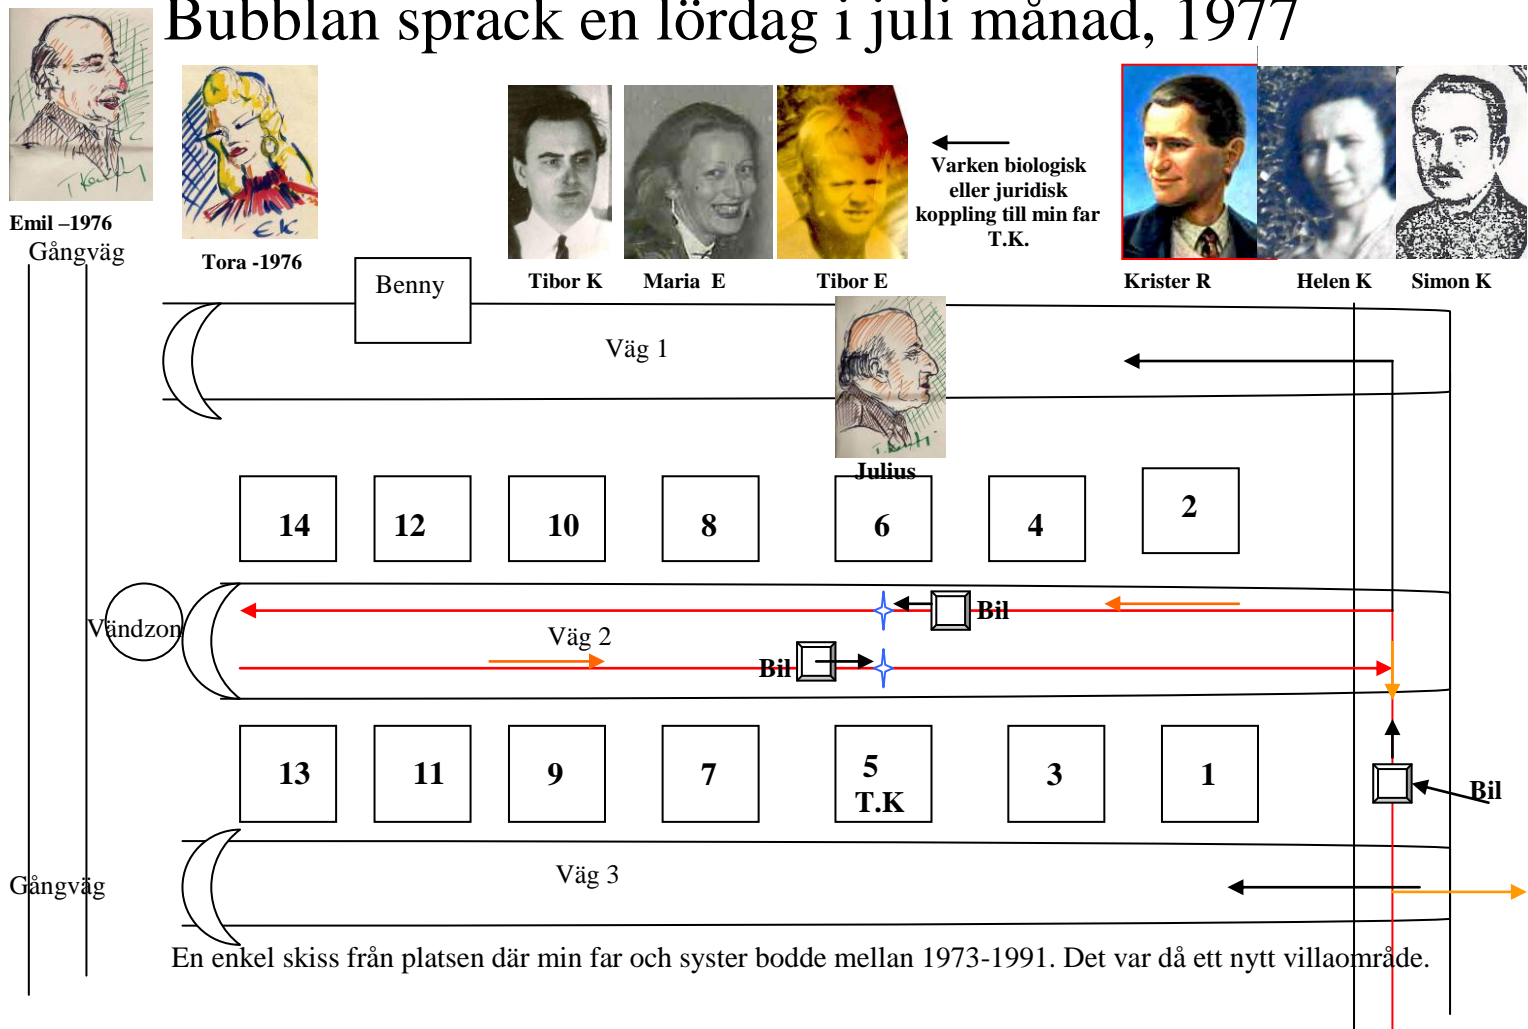 Bubblan sprack en lördag i juli månad, 1977
Emil –1976
Tora -1976
Tibor K
Maria E
Tibor E
Varken biologisk
eller juridisk
koppling till min far
T.K.
Krister R
Helen K
Simon K
Gångväg
Benny
Väg 1
E.K.
Julius
14
12
10
8
6
4
2
Vändzon
Väg 2
Bil
Bil
13
11
9
7
5
T.K
3
1
Bil
Gångväg
Väg 3
En enkel skiss från platsen där min far och syster bodde mellan 1973-1991. Det var då ett nytt villaområde.